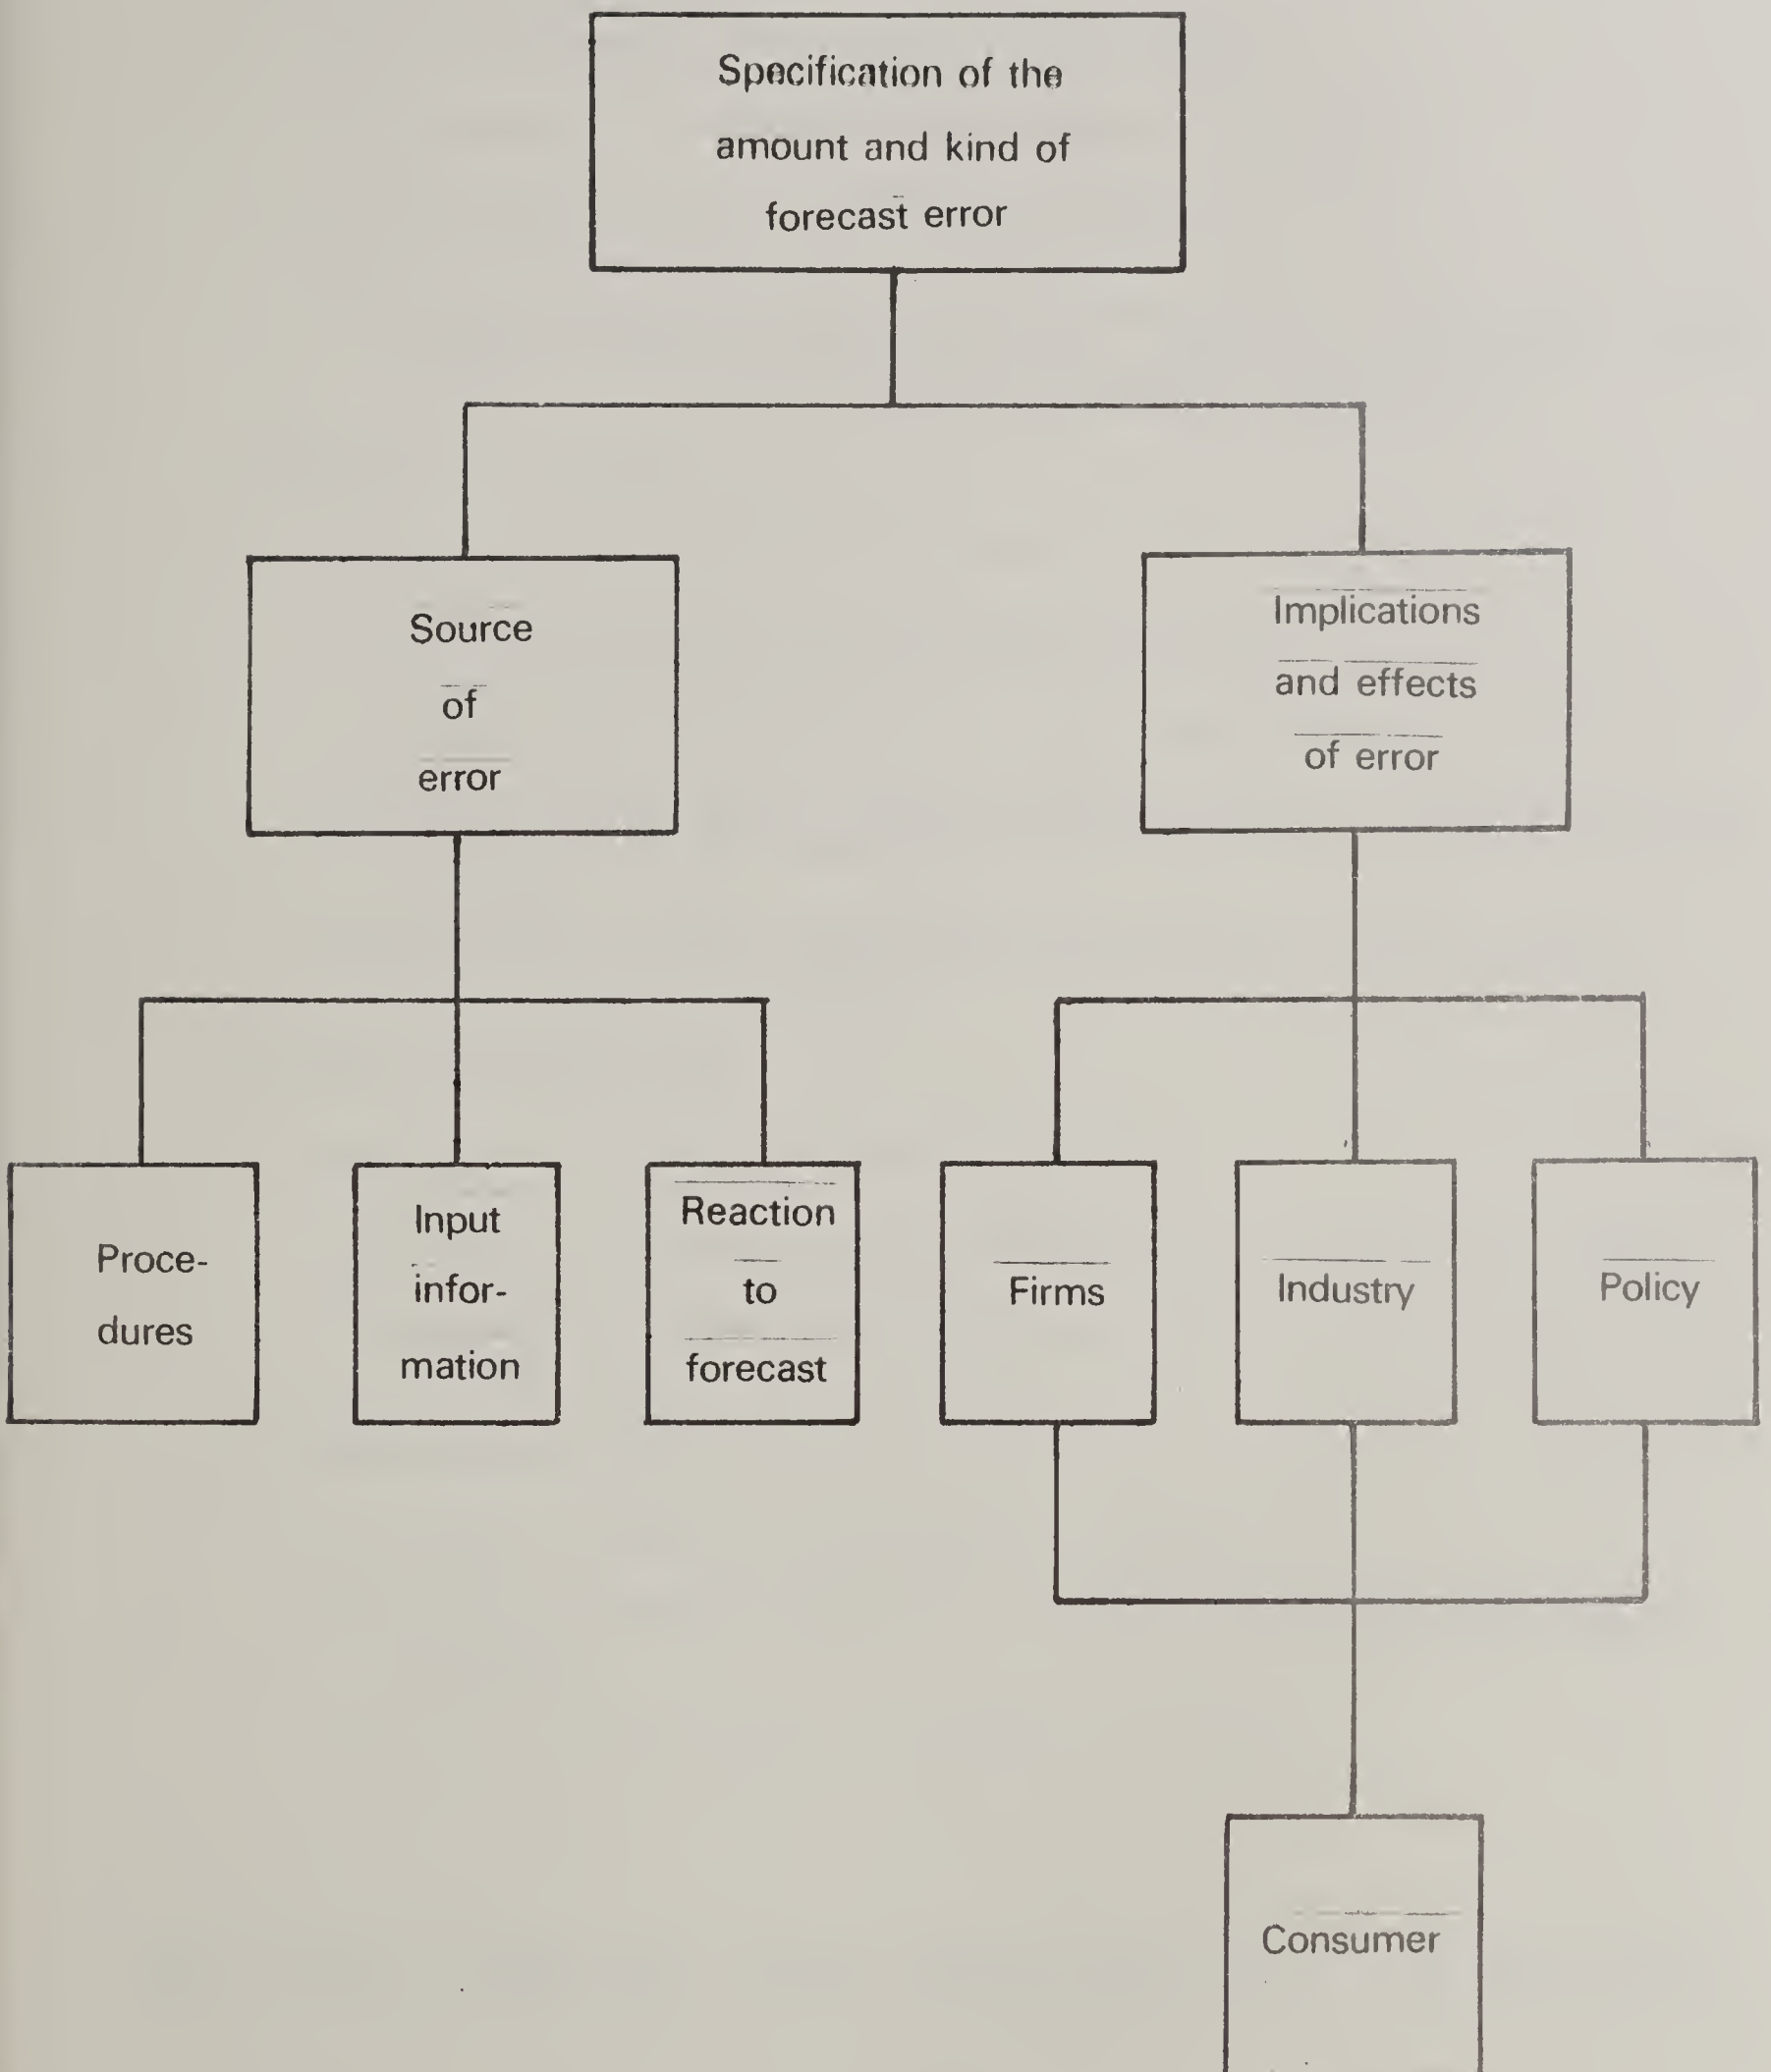 Specification of the
amount and kind of
forecast error
Source
of
error
Implications
and effects
of error
Proce-
dures
Input
infor-
mation
Reaction
to
forecast
Firms
Industry
Policy
Consumer